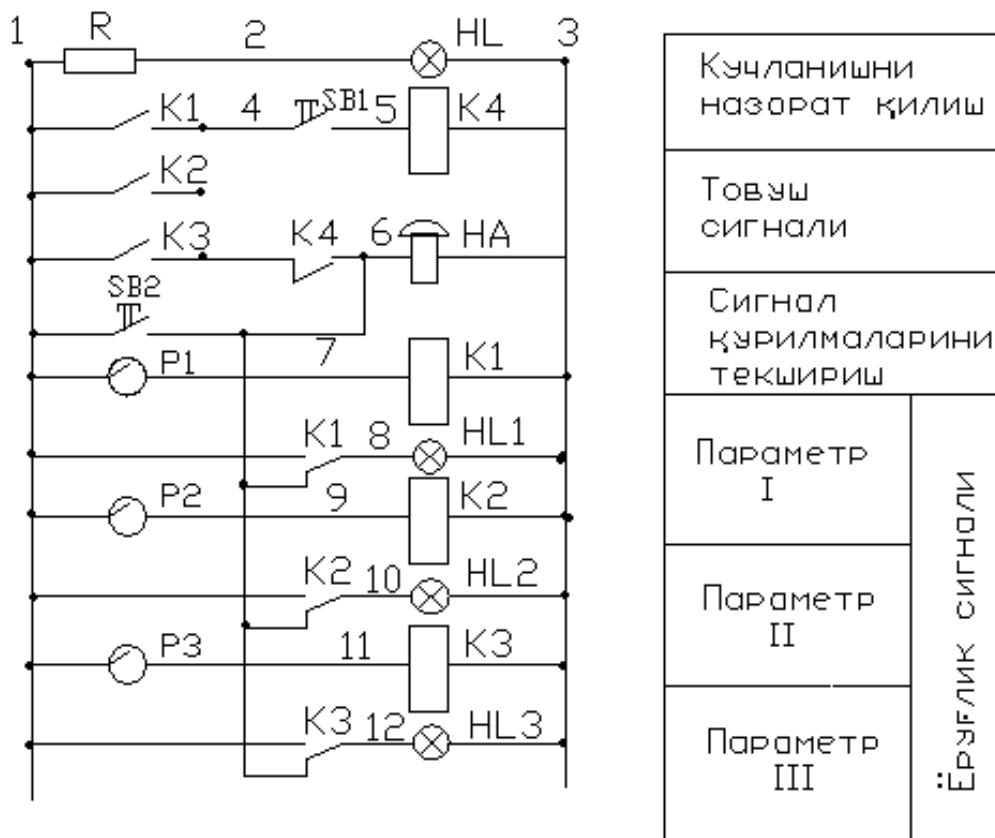 1 R 2 HL 3
K1 4 SB1 5 K4
K2
K3 K4 6 HA
SB2
7
P1 K1
K1 8 HL1
P2 9 K2
K2 10 HL2
P3 11 K3
K3 12 HL3
Кучланишни
назорат қилиш
Товуш
сигнали
Сигнал
қурилмаларини
текшириш
Параметр
I
Параметр
II
Параметр
III
Ёруғлик сигнали